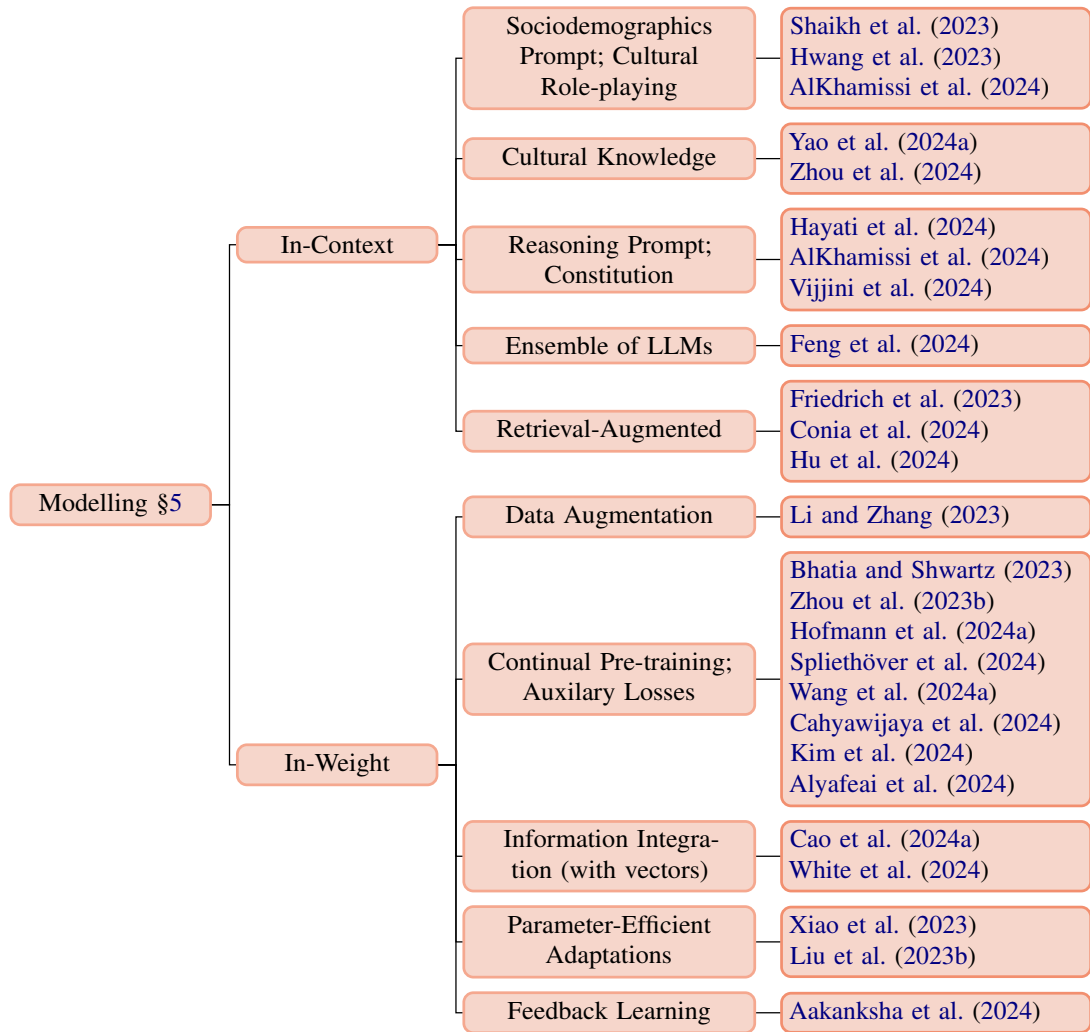 Modelling §5
In-Context
Sociodemographics
Prompt; Cultural
Role-playing
Shaikh et al. (2023)
Hwang et al. (2023)
AlKhamissi et al. (2024)
Cultural Knowledge
Yao et al. (2024a)
Zhou et al. (2024)
Reasoning Prompt;
Constitution
Hayati et al. (2024)
AlKhamissi et al. (2024)
Vijjini et al. (2024)
Ensemble of LLMs
Feng et al. (2024)
Retrieval-Augmented
Friedrich et al. (2023)
Conia et al. (2024)
Hu et al. (2024)
In-Weight
Data Augmentation
Li and Zhang (2023)
Continual Pre-training;
Auxilary Losses
Bhatia and Shwartz (2023)
Zhou et al. (2023b)
Hofmann et al. (2024a)
Spliethöver et al. (2024)
Wang et al. (2024a)
Cahyawijaya et al. (2024)
Kim et al. (2024)
Alyafeai et al. (2024)
Information Integra-
tion (with vectors)
Cao et al. (2024a)
White et al. (2024)
Parameter-Efficient
Adaptations
Xiao et al. (2023)
Liu et al. (2023b)
Feedback Learning
Aakanksha et al. (2024)